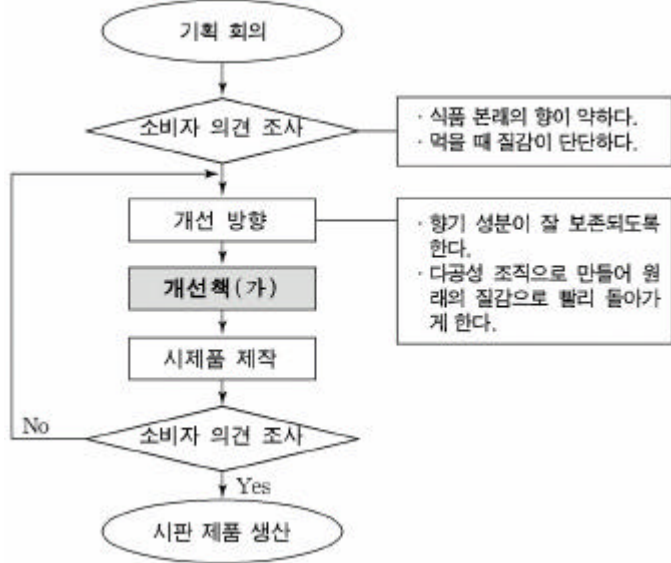 기획 회의
소비자 의견 조사
· 식품 본래의 향이 약하다.
· 먹을 때 질감이 단단하다.
개선 방향
· 향기 성분이 잘 보존되도록
한다.
· 다공성 조직으로 만들어 원
래의 질감으로 빨리 돌아가
게 한다.
개선책(가)
시제품 제작
No
소비자 의견 조사
Yes
시판 제품 생산